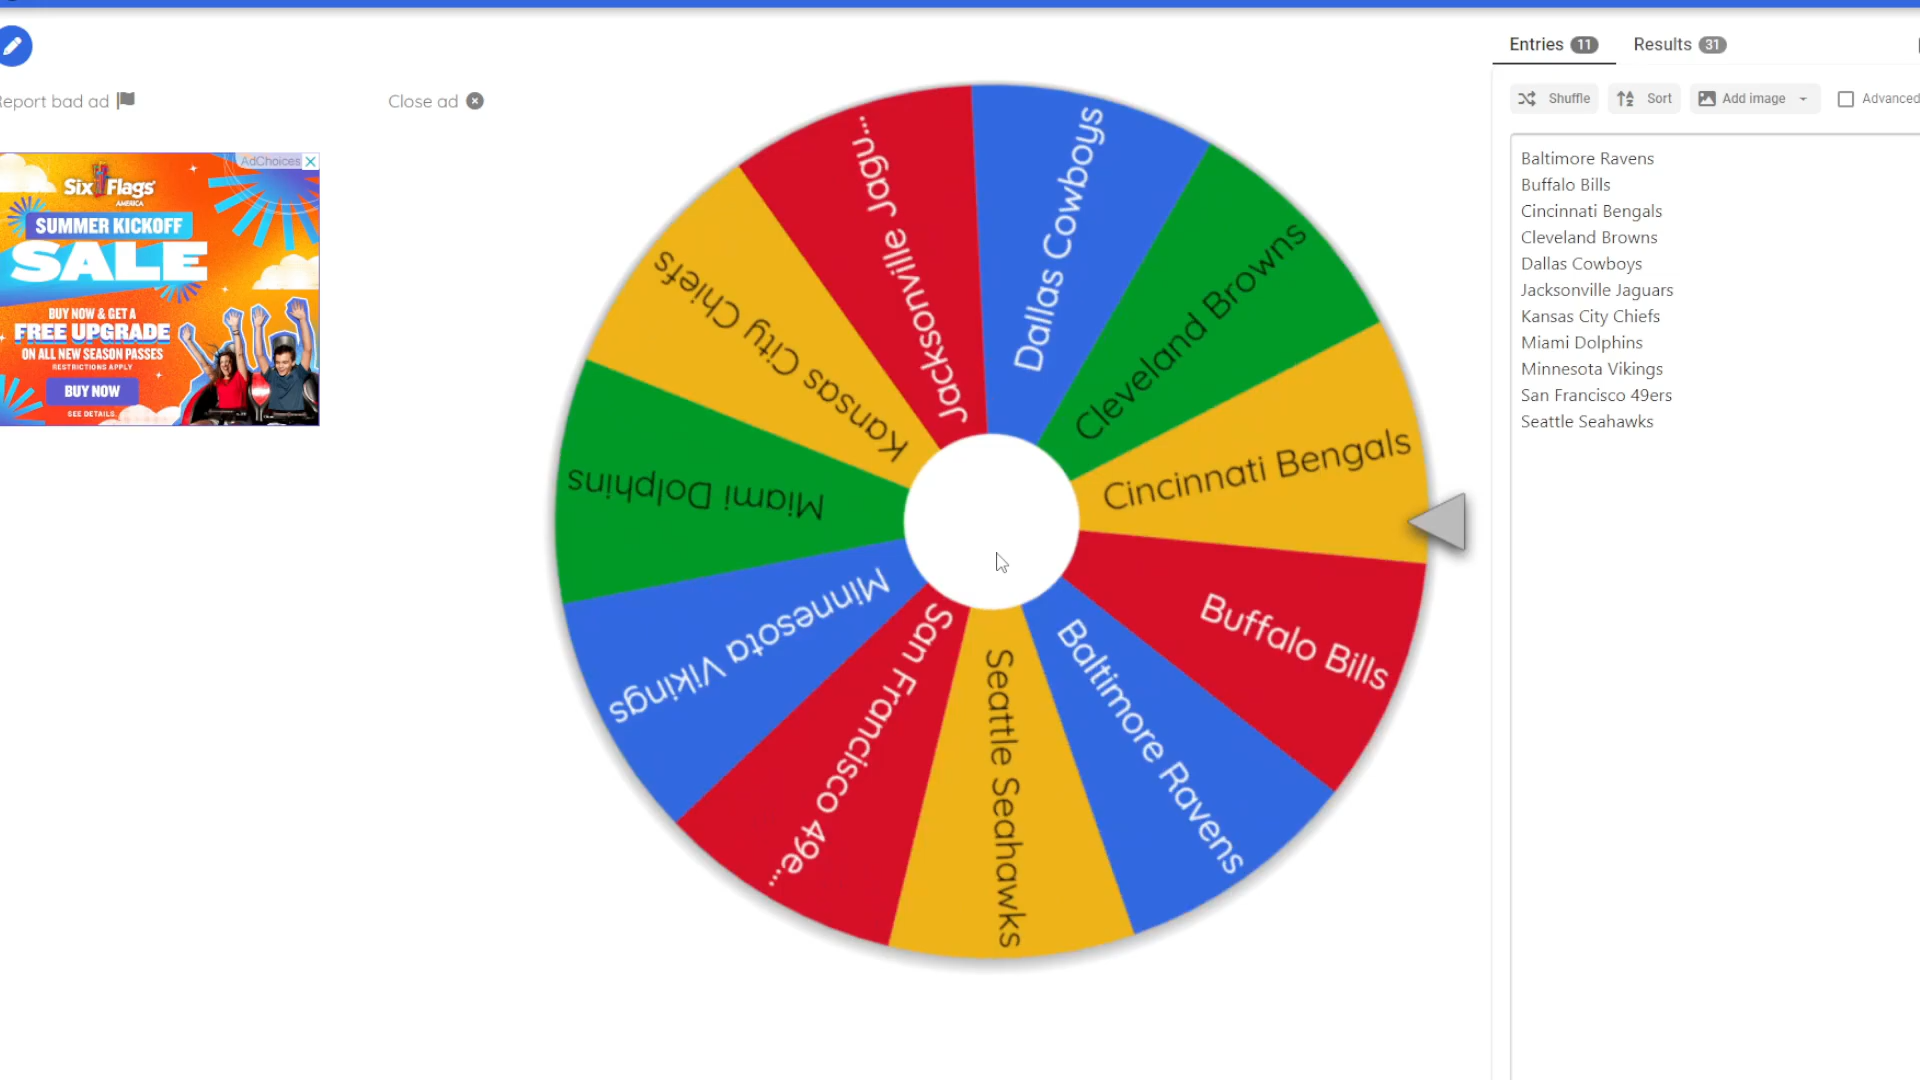 Entries 11 Results 31
Report bad ad
Close ad
Shuffle Sort Add image Advanced
AdChoices
Six Flags
AMERICA
SUMMER KICKOFF
SALE
BUY NOW & GET A
FREE UPGRADE
ON ALL NEW SEASON PASSES
RESTRICTIONS APPLY
BUY NOW
SEE DETAILS.
Dallas Cowboys
Cleveland Browns
Cincinnati Bengals
Buffalo Bills
Baltimore Ravens
Seattle Seahawks
San Francisco 49e...
Minnesota Vikings
Miami Dolphins
Kansas City Chiefs
Jacksonville Jagu...
Baltimore Ravens
Buffalo Bills
Cincinnati Bengals
Cleveland Browns
Dallas Cowboys
Jacksonville Jaguars
Kansas City Chiefs
Miami Dolphins
Minnesota Vikings
San Francisco 49ers
Seattle Seahawks